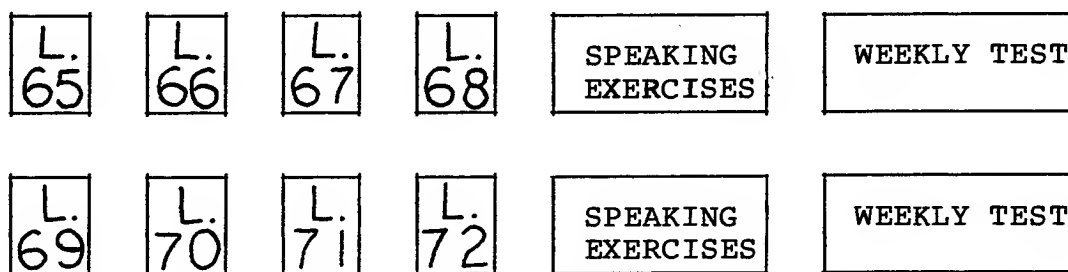 L. L. L. L. SPEAKING WEEKLY TEST
65 66 67 68 EXERCISES
L. L. L. L. SPEAKING WEEKLY TEST
69 70 71 72 EXERCISES